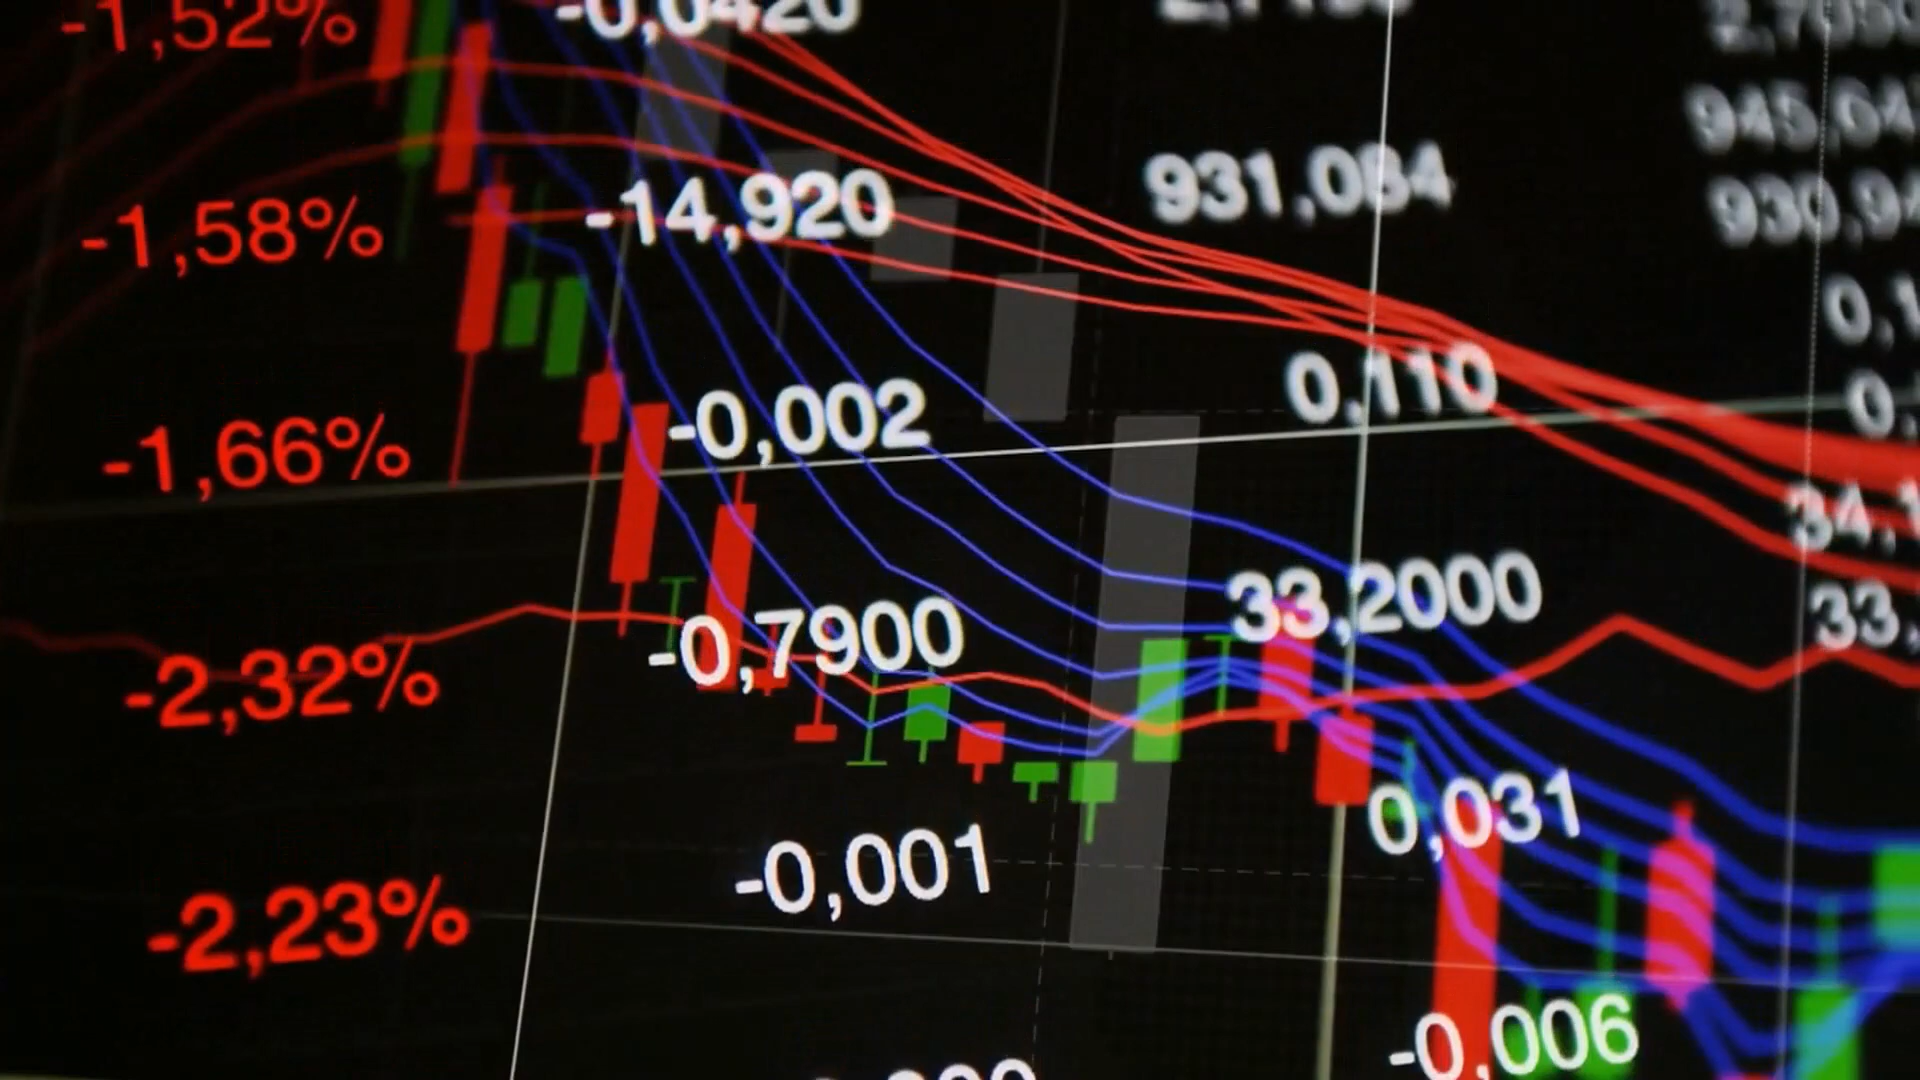 -1,52% -0,0420
-1,58% -14,920 931,084
-1,66% -0,002 0,110
-2,32% -0,7900 33,2000 33,
-2,23% -0,001 0,031
-0,006